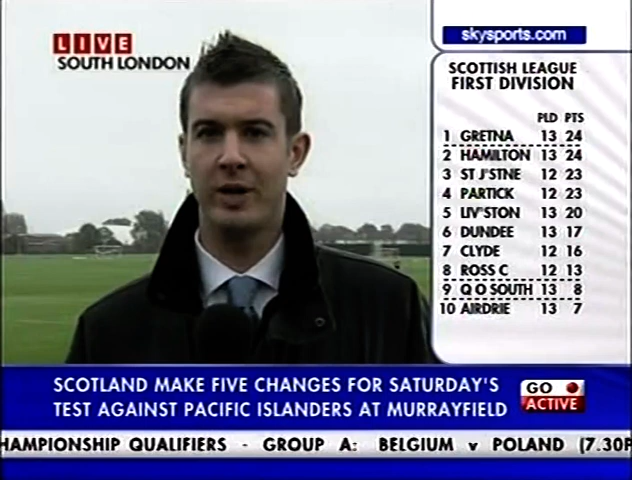 LIVE
SOUTH LONDON
skysports.com
SCOTTISH LEAGUE
FIRST DIVISION
PLD PTS
1 GRETNA 13 24
2 HAMILTON 13 24
3 ST J'STNE 12 23
4 PARTICK 12 23
5 LIV'STON 13 20
6 DUNDEE 13 17
7 CLYDE 12 16
8 ROSS C 12 13
9 Q O SOUTH 13 8
10 AIRDRIE 13 7
SCOTLAND MAKE FIVE CHANGES FOR SATURDAY'S
TEST AGAINST PACIFIC ISLANDERS AT MURRAYFIELD
GO
ACTIVE
HAMPIONSHIP QUALIFIERS - GROUP A: BELGIUM v POLAND (7.30P